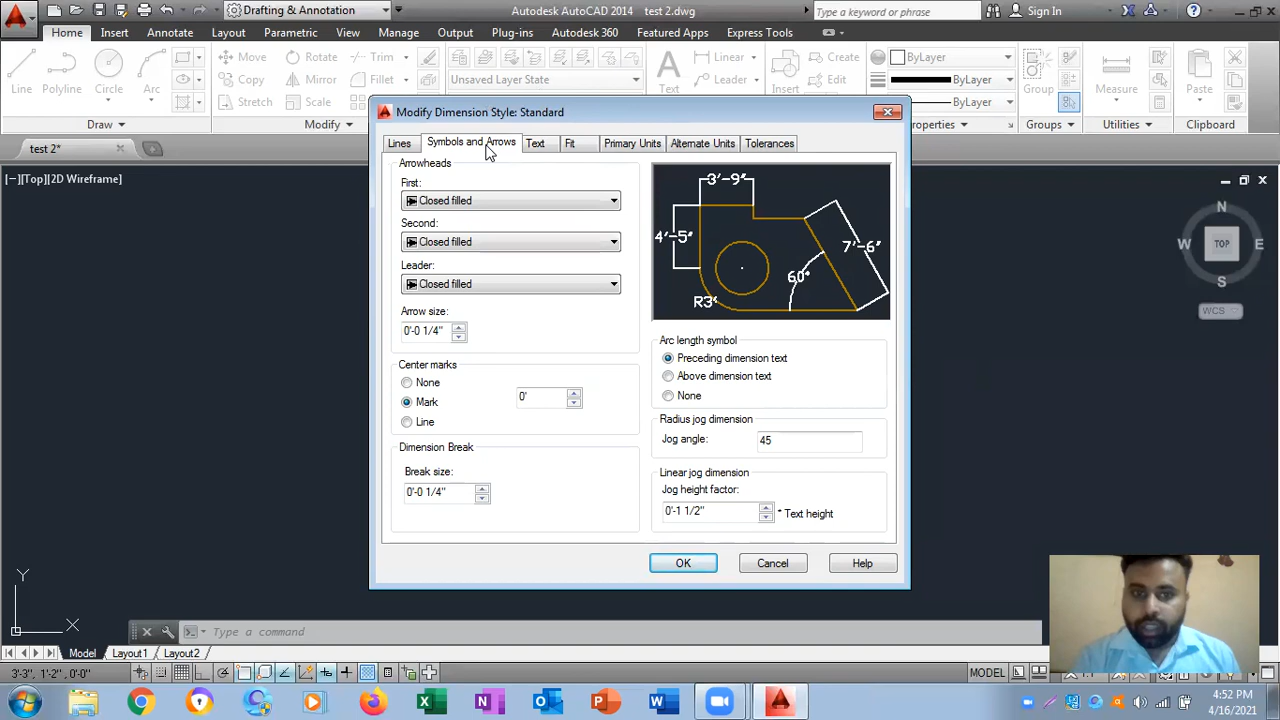 Drafting & Annotation
Autodesk AutoCAD 2014 test 2.dwg
Type a keyword or phrase
Sign In
Home Insert Annotate Layout Parametric View Manage Output Plug-ins Autodesk 360 Featured Apps Express Tools
Line
Polyline
Circle
Arc
Move
Copy
Stretch
Rotate
Mirror
Scale
Trim
Fillet
Unsaved Layer State
Text
Linear
Leader
Insert
Create
Edit
ByLayer
ByLayer
ByLayer
Group
Measure
Paste
Draw
Modify
Groups
Utilities
Clipboard
test 2*
[−][Top][2D Wireframe]
Modify Dimension Style: Standard
Lines
Symbols and Arrows
Text
Fit
Primary Units
Alternate Units
Tolerances
Arrowheads
First:
Closed filled
Second:
Closed filled
Leader:
Closed filled
Arrow size:
0'-0 1/4"
Center marks
None
Mark
0'
Line
Dimension Break
Break size:
0'-0 1/4"
3'-9"
4'-5"
7'-6"
60°
R3"
Arc length symbol
Preceding dimension text
Above dimension text
None
Radius jog dimension
Jog angle:
45
Linear jog dimension
Jog height factor:
0'-1 1/2"
* Text height
OK
Cancel
Help
N
W
TOP
E
S
WCS
Y
X
Type a command
Model
Layout1
Layout2
3'-3", 1'-2", 0'-0"
MODEL
4:52 PM
4/16/2021